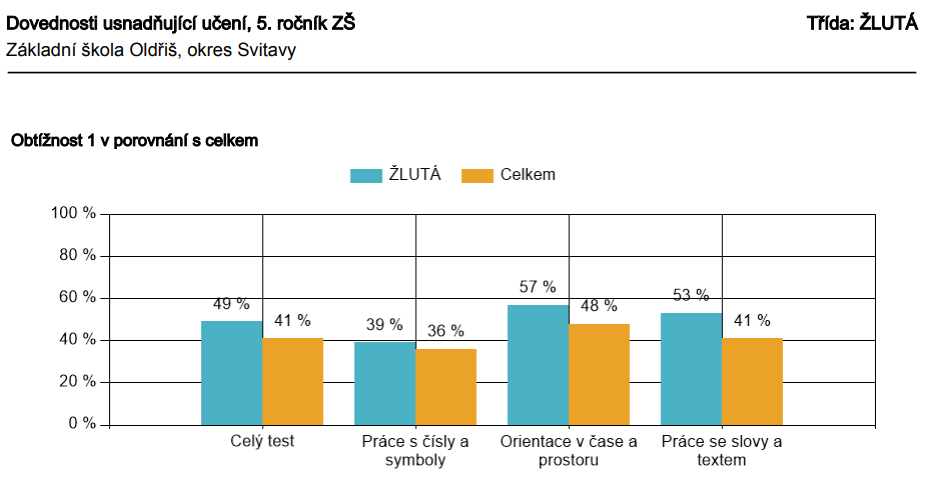 Dovednosti usnadňující učení, 5. ročník ZŠ
Třída: ŽLUTÁ
Základní škola Oldřiš, okres Svitavy
Obtížnost 1 v porovnání s celkem
ŽLUTÁ
Celkem
100 %
80 %
60 %
40 %
20 %
0 %
49 %
41 %
39 %
36 %
57 %
48 %
53 %
41 %
Celý test
Práce s čísly a
symboly
Orientace v čase a
prostoru
Práce se slovy a
textem